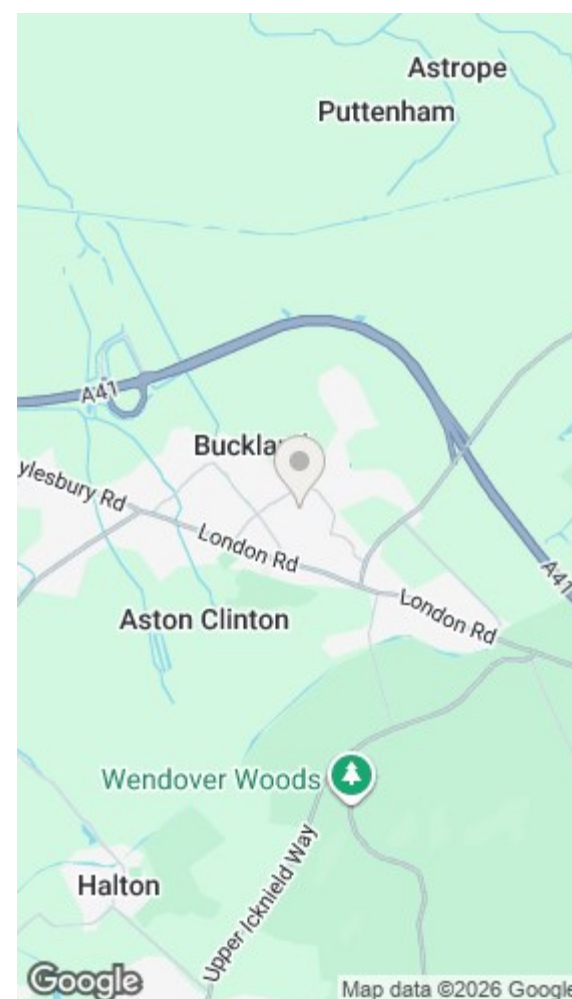 Astrope
Puttenham
A41
ylesbury Rd
London Rd
A41
London Rd
Aston Clinton
Wendover Woods
Upper Icknield Way
Halton
Google
Map data ©2026 Google